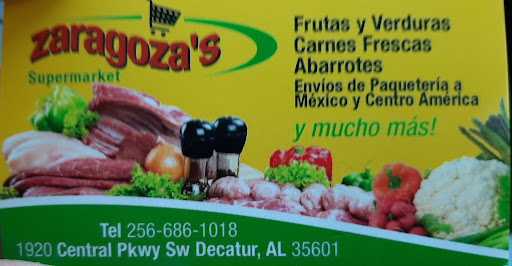 zaragoza's
Supermarket
Frutas y Verduras
Carnes Frescas
Abarrotes
Envíos de Paquetería a
México y Centro América
y mucho más!
Tel 256-686-1018
1920 Central Pkwy Sw Decatur, AL 35601